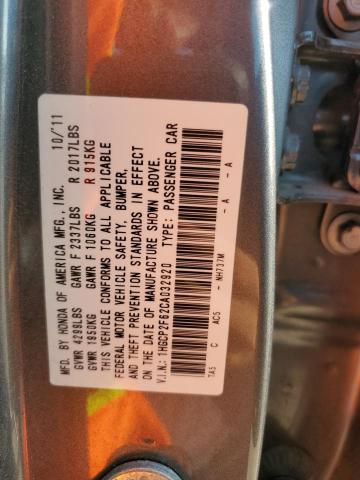 MFD. BY HONDA OF AMERICA MFG., INC. 10/'11
GVWR 4299LBS GAWR F 2337LBS R 2017LBS
GVWR 1950KG GAWR F 1060KG R 915KG
THIS VEHICLE CONFORMS TO ALL APPLICABLE
FEDERAL MOTOR VEHICLE SAFETY, BUMPER,
AND THEFT PREVENTION STANDARDS IN EFFECT
ON THE DATE OF MANUFACTURE SHOWN ABOVE.
V.I.N.: 1HGCP2F62CA032920 TYPE: PASSENGER CAR
TA5 C AC5 - NH737M - A - A